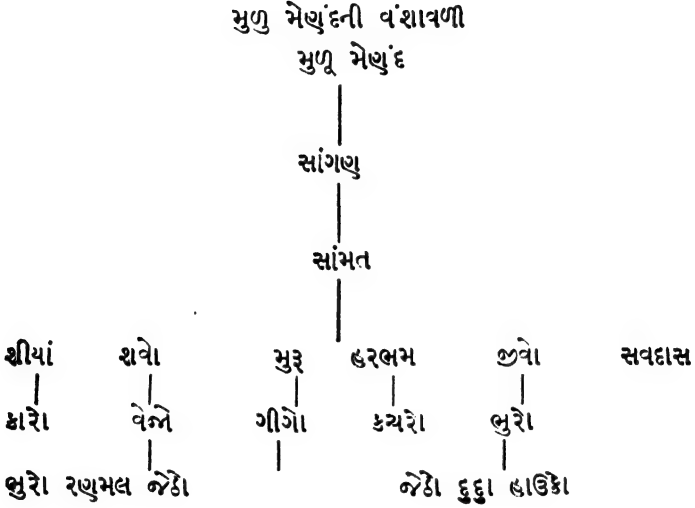 મુળુ મેણંદની વંશાવળી
મુળૂ મેણંદ
સાંગણ
સાંમત
શીયાં શવો મુરૂ હરભમ જીવો સવદાસ
કારો વેજો ગીગો કચરો ભુરો
ભુરો રણમલ જેઠો જેઠો દુદા હાઉકો